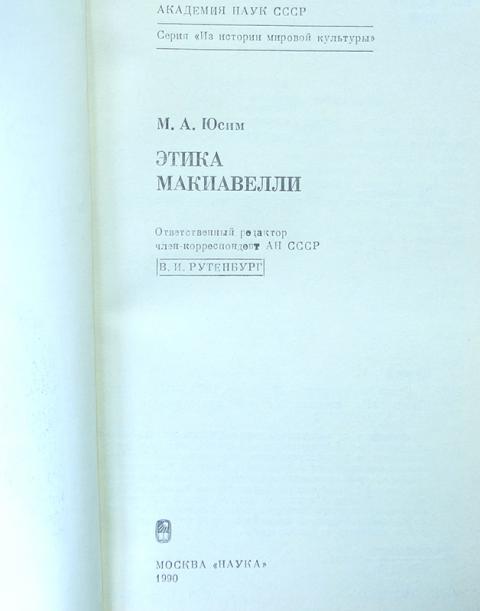 АКАДЕМИЯ НАУК СССР
Серия «Из истории мировой культуры»
М. А. Юсим
ЭТИКА
МАКИАВЕЛЛИ
Ответственный редактор
член-корреспондент АН СССР
В. И. РУТЕНБУРГ
МОСКВА «НАУКА»
1990